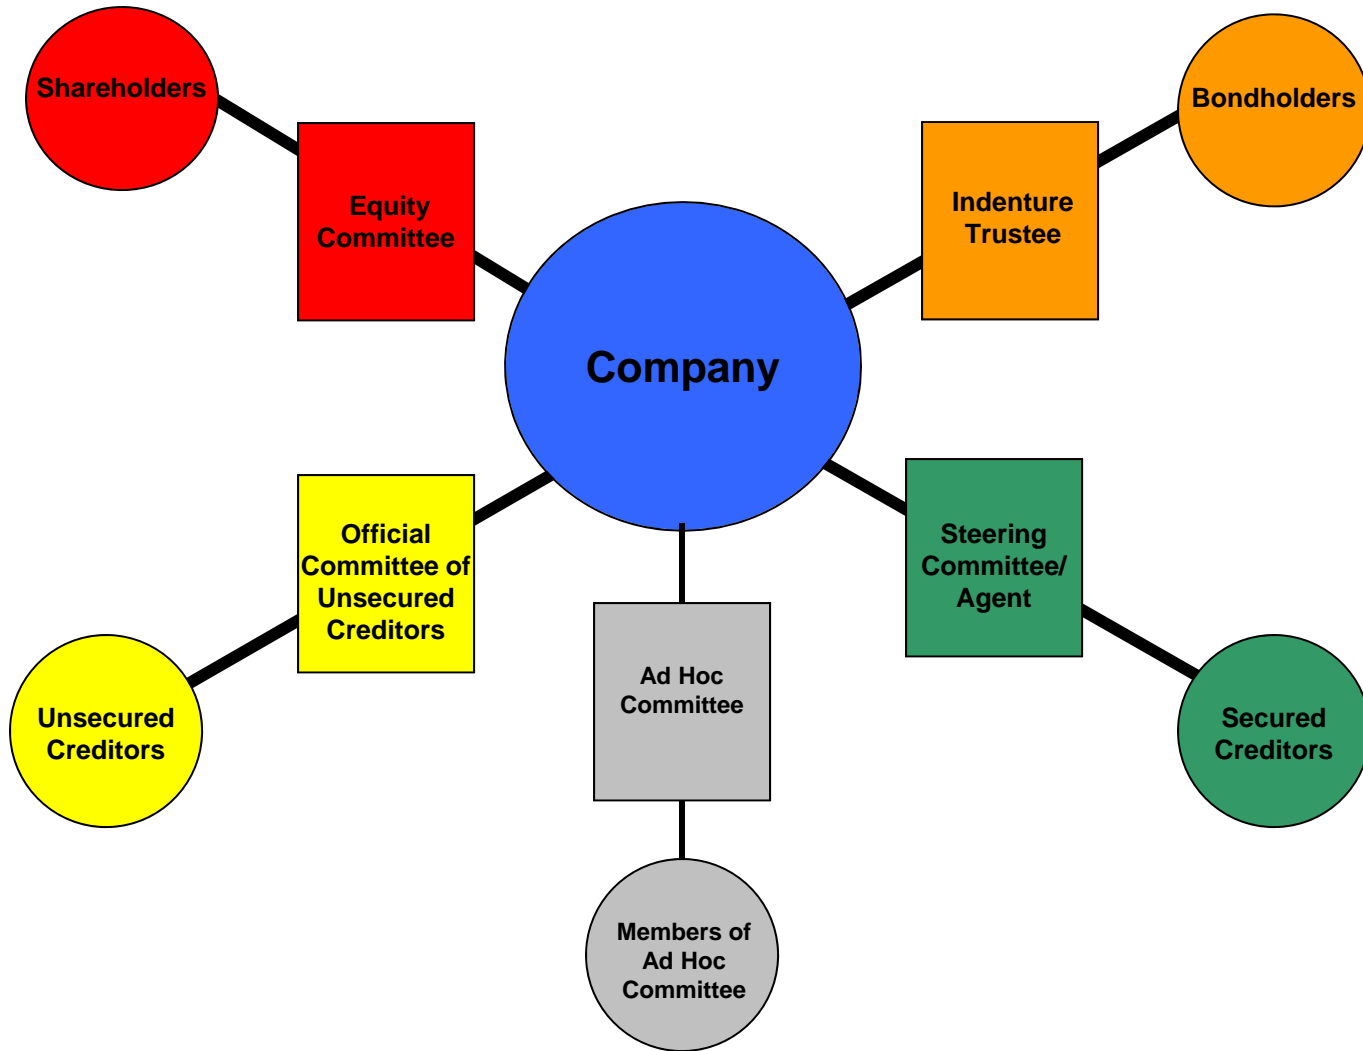 Shareholders
Bondholders
Equity
Committee
Indenture
Trustee
Company
Official
Committee of
Unsecured
Creditors
Steering
Committee/
Agent
Ad Hoc
Committee
Unsecured
Creditors
Secured
Creditors
Members of
Ad Hoc
Committee